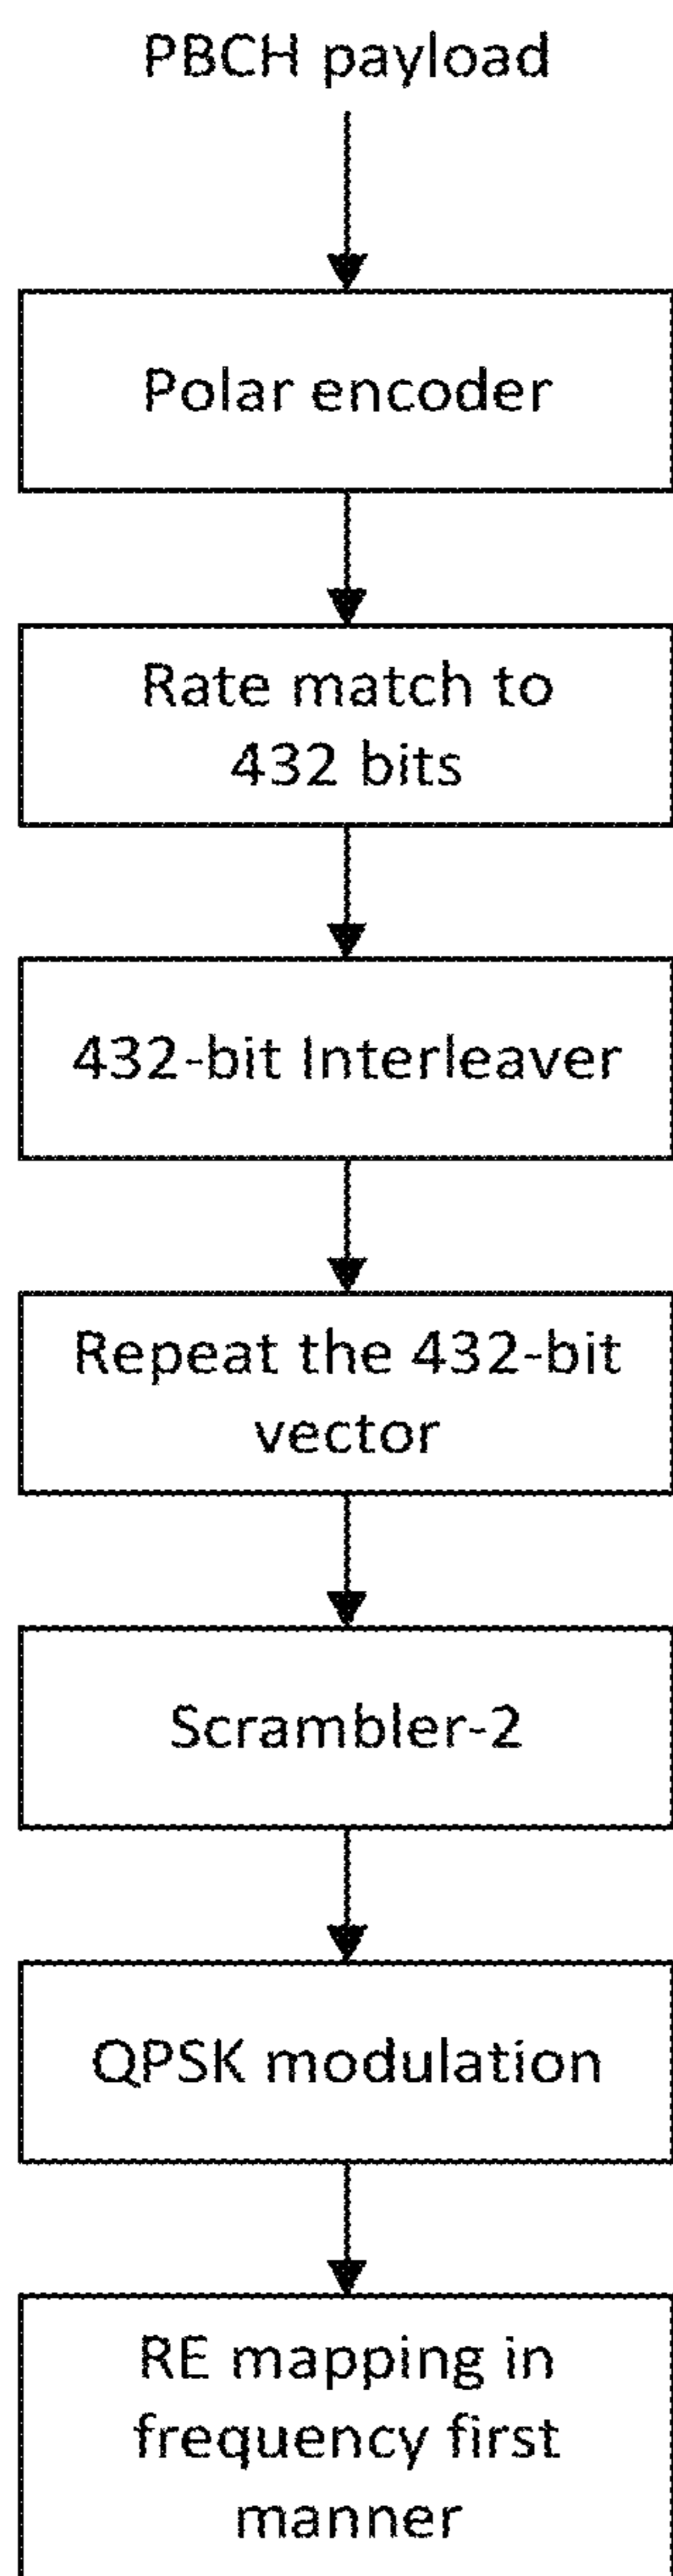 PBCH payload
Polar encoder
Rate match to
432 bits
432-bit Interleaver
Repeat the 432-bit
vector
Scrambler-2
QPSK modulation
RE mapping in
frequency first
manner